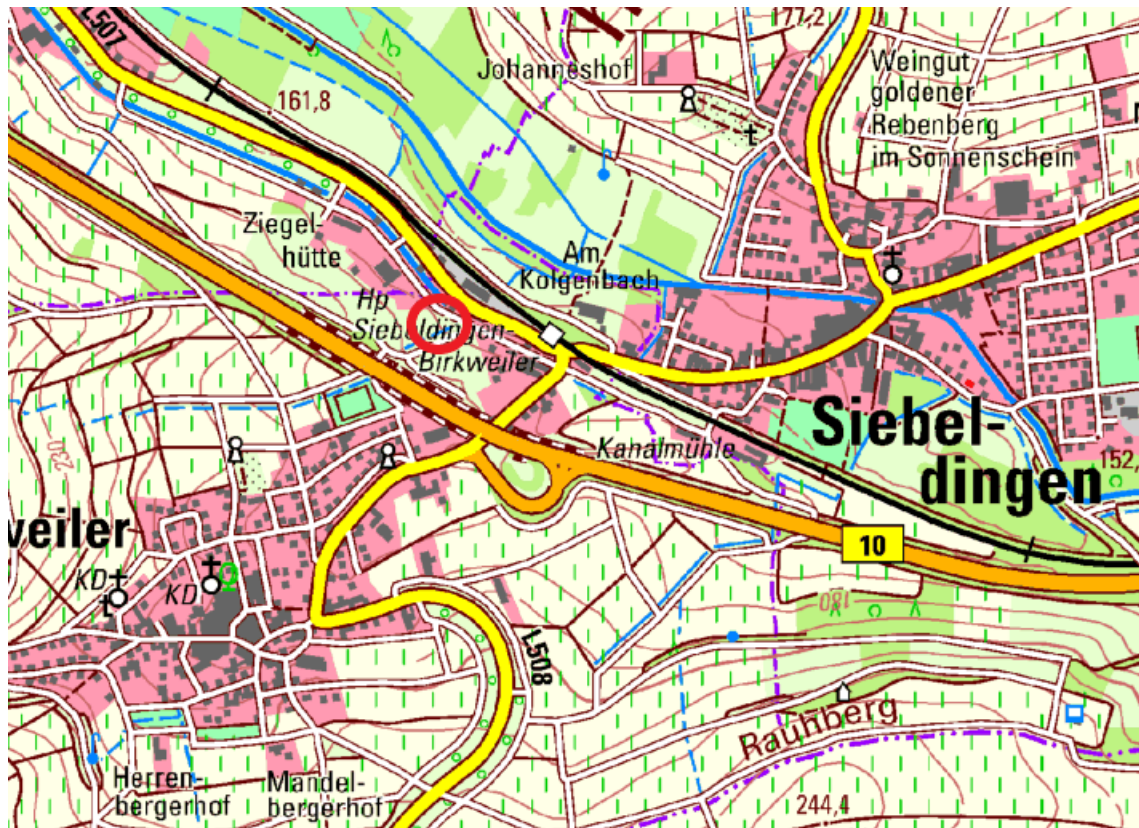 L507
177,2
Johanneshof
Weingut
goldener
Rebenberg
im Sonnenschein
161,8
Ziegel-
hütte
Am
Kolgenbach
Hp
Siebeldingen-
Birkweiler
Kanalmühle
Siebel-
dingen
152,
230
10
weiler
KD
KD
180
L508
Rauhberg
Herren-
bergerhof
Mandel-
bergerhof
244,4